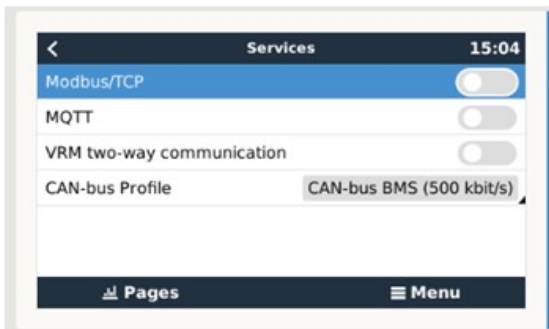 Services 15:04
Modbus/TCP
MQTT
VRM two-way communication
CAN-bus Profile CAN-bus BMS (500 kbit/s)
Pages Menu